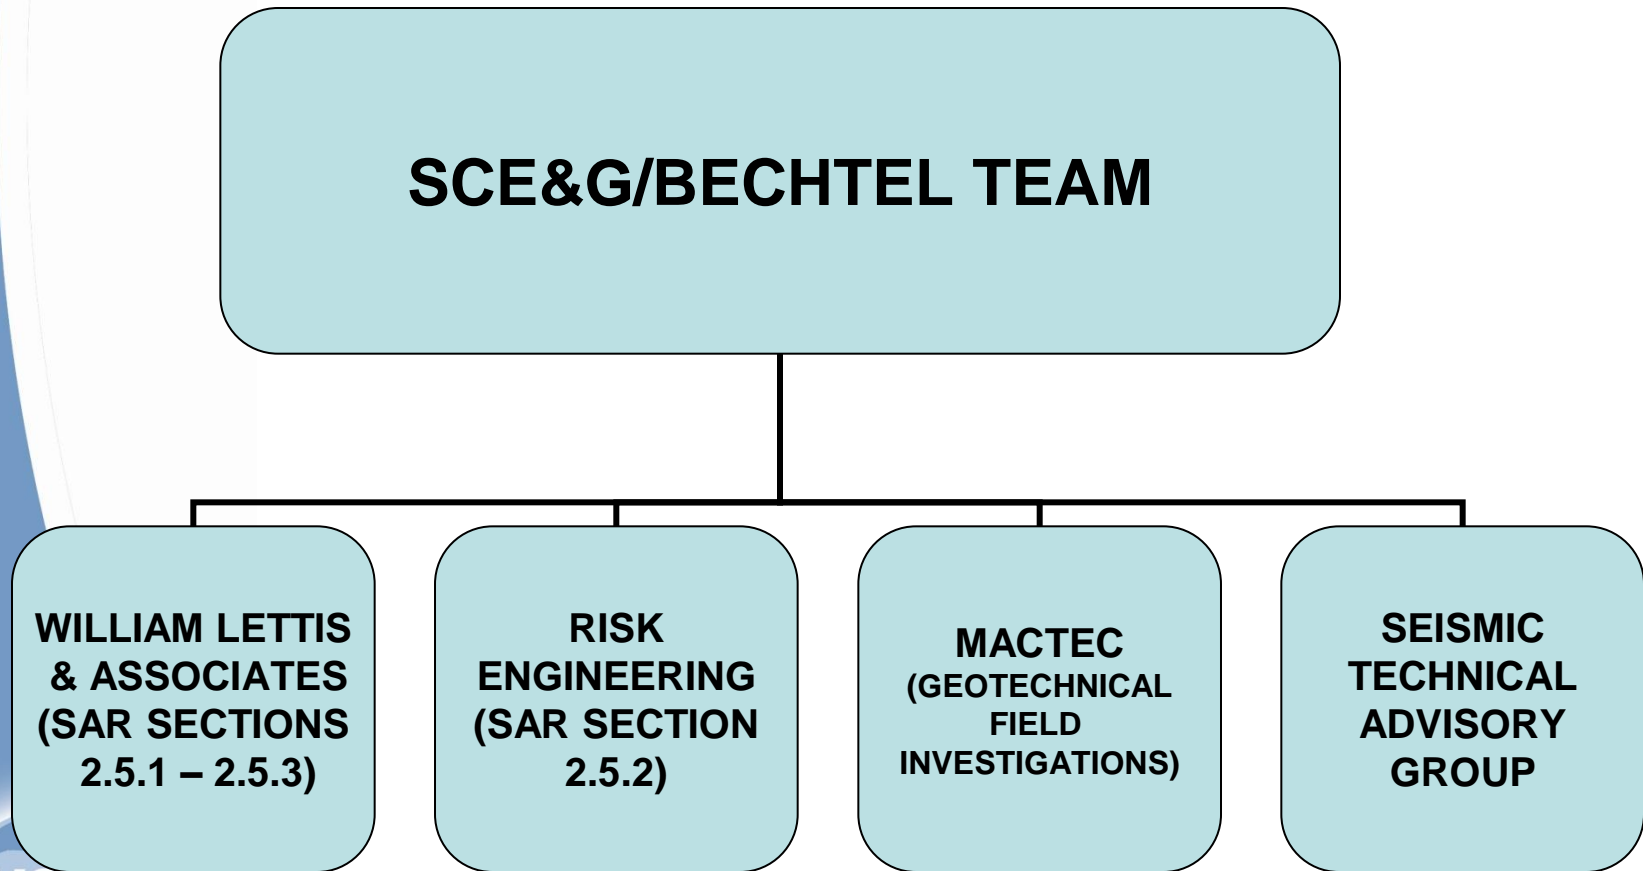 SCE&G/BECHTEL TEAM
WILLIAM LETTIS
& ASSOCIATES
(SAR SECTIONS
2.5.1 – 2.5.3)
RISK
ENGINEERING
(SAR SECTION
2.5.2)
MACTEC
(GEOTECHNICAL
FIELD
INVESTIGATIONS)
SEISMIC
TECHNICAL
ADVISORY
GROUP